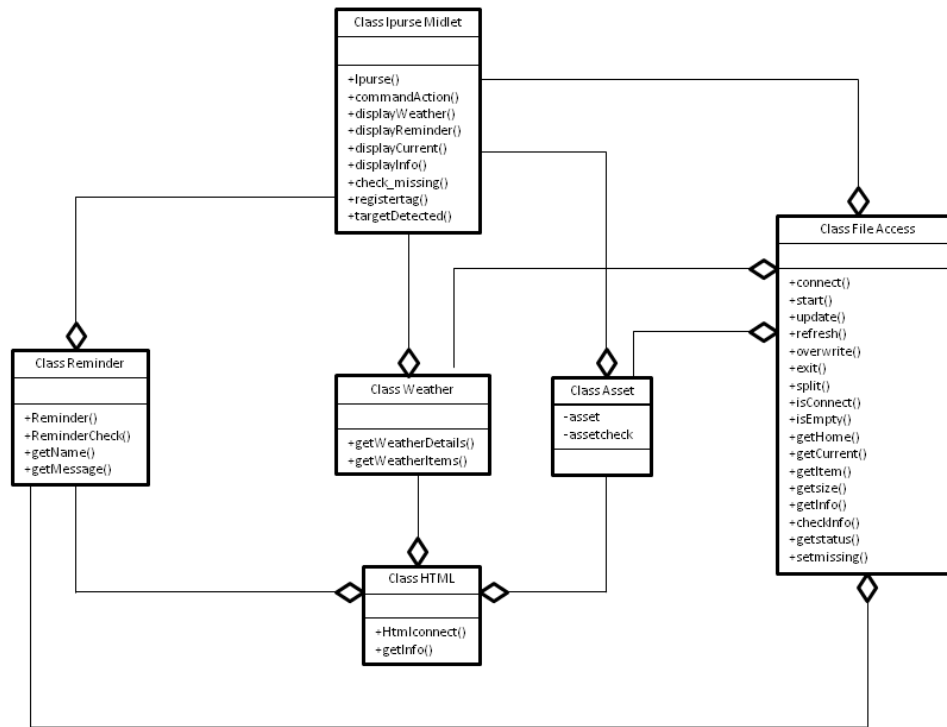 Class Ipurse Midlet
+Ipurse()
+commandAction()
+displayWeather()
+displayReminder()
+displayCurrent()
+displayInfo()
+check_missing()
+registertag()
+targetDetected()
Class File Access
+connect()
+start()
+update()
+refresh()
+overwrite()
+exit()
+split()
+isConnect()
+isEmpty()
+getHome()
+getCurrent()
+getItem()
+getsize()
+getInfo()
+checkInfo()
+getstatus()
+setmissing()
Class Reminder
+Reminder()
+ReminderCheck()
+getName()
+getMessage()
Class Weather
+getWeatherDetails()
+getWeatherItems()
Class Asset
-asset
-assetcheck
Class HTML
+Htmlconnect()
+getInfo()